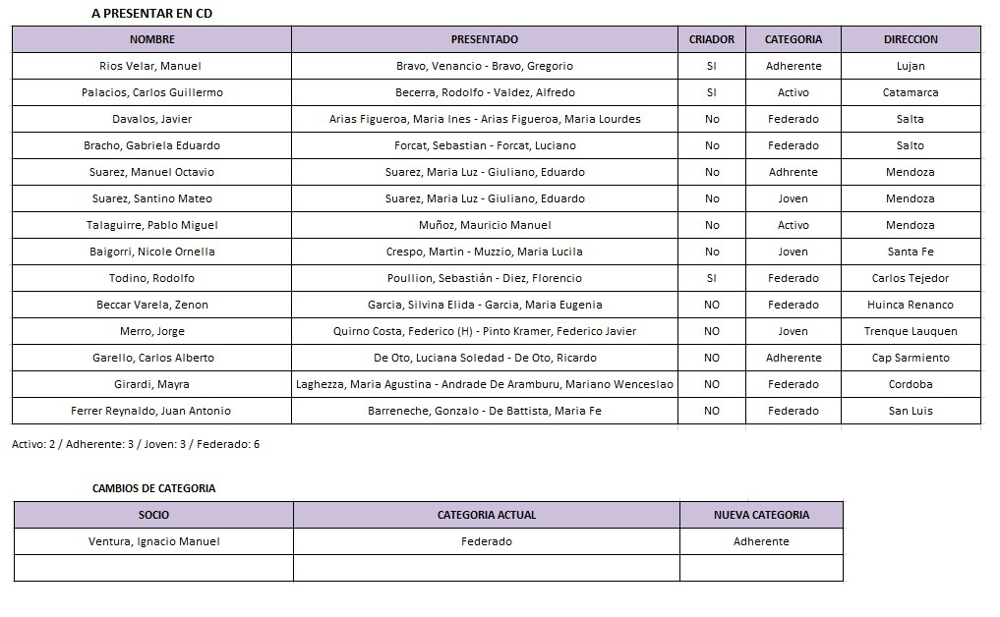 A PRESENTAR EN CD
NOMBRE PRESENTADO CRIADOR CATEGORIA DIRECCION
Rios Velar, Manuel Bravo, Venancio - Bravo, Gregorio SI Adherente Lujan
Palacios, Carlos Guillermo Becerra, Rodolfo - Valdez, Alfredo SI Activo Catamarca
Davalos, Javier Arias Figueroa, Maria Ines - Arias Figueroa, Maria Lourdes No Federado Salta
Bracho, Gabriela Eduardo Forcat, Sebastian - Forcat, Luciano No Federado Salto
Suarez, Manuel Octavio Suarez, Maria Luz - Giuliano, Eduardo No Adhrente Mendoza
Suarez, Santino Mateo Suarez, Maria Luz - Giuliano, Eduardo No Joven Mendoza
Talaguirre, Pablo Miguel Muñoz, Mauricio Manuel No Activo Mendoza
Baigorri, Nicole Ornella Crespo, Martin - Muzzio, Maria Lucila No Joven Santa Fe
Todino, Rodolfo Poullion, Sebastián - Diez, Florencio SI Federado Carlos Tejedor
Beccar Varela, Zenon Garcia, Silvina Elida - Garcia, Maria Eugenia NO Federado Huinca Renanco
Merro, Jorge Quirno Costa, Federico (H) - Pinto Kramer, Federico Javier NO Joven Trenque Lauquen
Garello, Carlos Alberto De Oto, Luciana Soledad - De Oto, Ricardo NO Adherente Cap Sarmiento
Girardi, Mayra Laghezza, Maria Agustina - Andrade De Aramburu, Mariano Wenceslao NO Federado Cordoba
Ferrer Reynaldo, Juan Antonio Barreneche, Gonzalo - De Battista, Maria Fe NO Federado San Luis
Activo: 2 / Adherente: 3 / Joven: 3 / Federado: 6
CAMBIOS DE CATEGORIA
SOCIO CATEGORIA ACTUAL NUEVA CATEGORIA
Ventura, Ignacio Manuel Federado Adherente